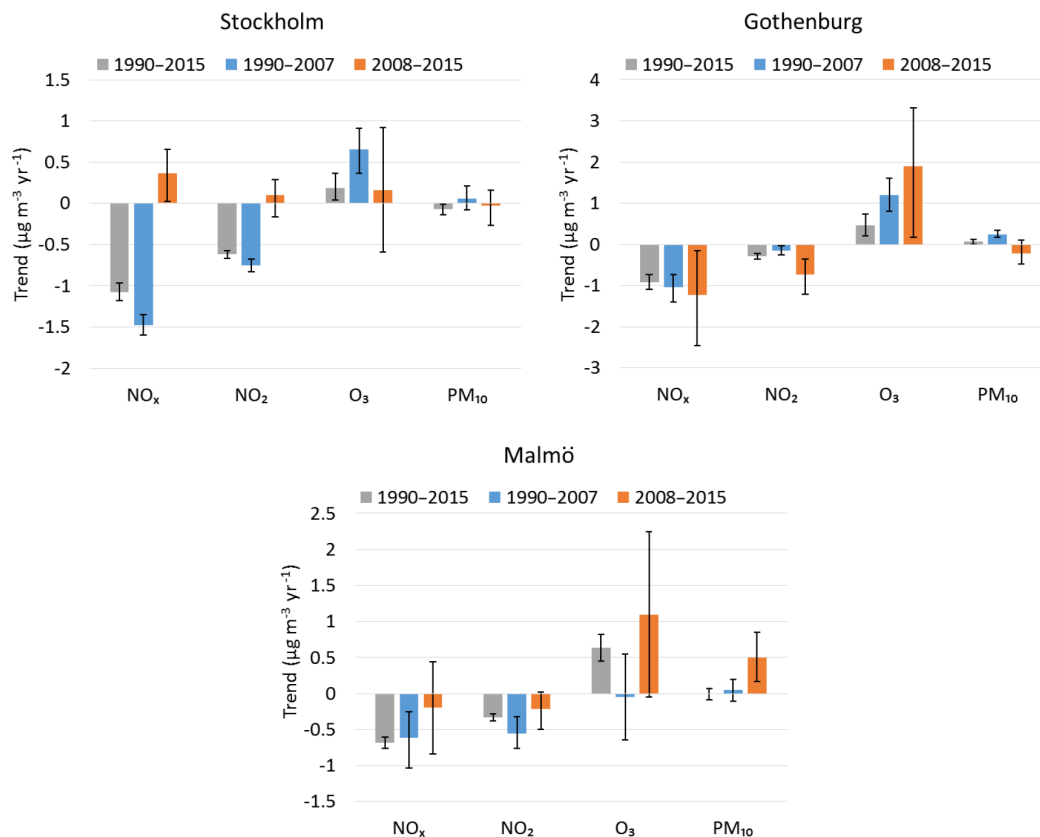 Stockholm
1990–2015 1990–2007 2008–2015
Trend (µg m⁻³ yr⁻¹)
1.5
1
0.5
0
-0.5
-1
-1.5
-2
NOₓ NO₂ O₃ PM₁₀
Gothenburg
1990–2015 1990–2007 2008–2015
Trend (µg m⁻³ yr⁻¹)
4
3
2
1
0
-1
-2
-3
NOₓ NO₂ O₃ PM₁₀
Malmö
1990–2015 1990–2007 2008–2015
Trend (µg m⁻³ yr⁻¹)
2.5
2
1.5
1
0.5
0
-0.5
-1
-1.5
NOₓ NO₂ O₃ PM₁₀